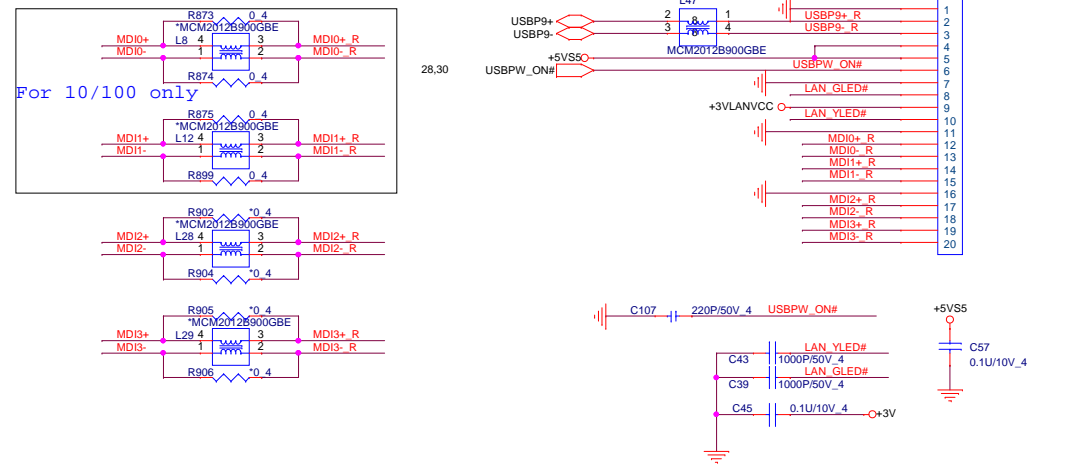 R873 0_4
*MCM2012B900GBE
MDI0+ L8 4 3 MDI0+_R
MDI0- 1 2 MDI0-_R
R874 0_4
For 10/100 only
R875 0_4
*MCM2012B900GBE
MDI1+ L12 4 3 MDI1+_R
MDI1- 1 2 MDI1-_R
R899 0_4
R902 *0_4
*MCM2012B900GBE
MDI2+ L28 4 3 MDI2+_R
MDI2- 1 2 MDI2-_R
R904 *0_4
R905 *0_4
*MCM2012B900GBE
MDI3+ L29 4 3 MDI3+_R
MDI3- 1 2 MDI3-_R
R906 *0_4
L47
USBP9+ 2 1 USBP9+_R
USBP9- 3 4 USBP9-_R
MCM2012B900GBE
+5VS5
28,30 USBPW_ON# USBPW_ON#
LAN_GLED#
+3VLANVCC
LAN_YLED#
MDI0+_R
MDI0-_R
MDI1+_R
MDI1-_R
MDI2+_R
MDI2-_R
MDI3+_R
MDI3-_R
1
2
3
4
5
6
7
8
9
10
11
12
13
14
15
16
17
18
19
20
C107 220P/50V_4 USBPW_ON#
LAN_YLED#
C43 1000P/50V_4
LAN_GLED#
C39 1000P/50V_4
C45 0.1U/10V_4 +3V
+5VS5
C57
0.1U/10V_4